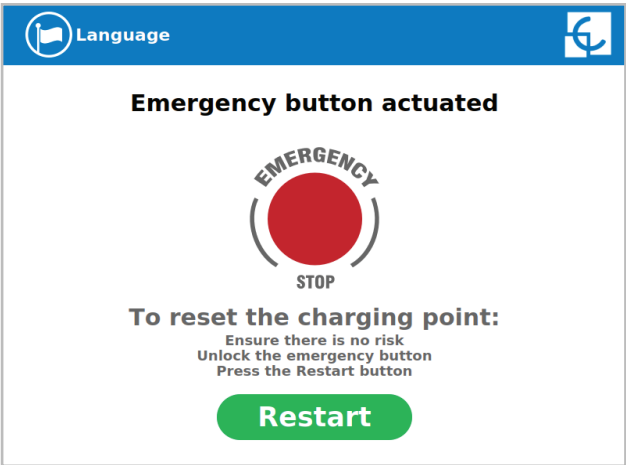 Language
Emergency button actuated
EMERGENCY
STOP
To reset the charging point:
Ensure there is no risk
Unlock the emergency button
Press the Restart button
Restart